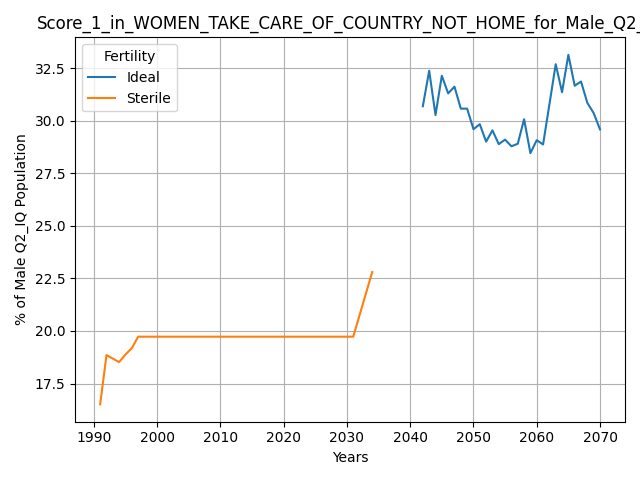 Score_1_in_WOMEN_TAKE_CARE_OF_COUNTRY_NOT_HOME_for_Male_Q2_
Fertility
Ideal
Sterile
32.5
30.0
27.5
25.0
22.5
20.0
17.5
% of Male Q2_IQ Population
1990 2000 2010 2020 2030 2040 2050 2060 2070
Years